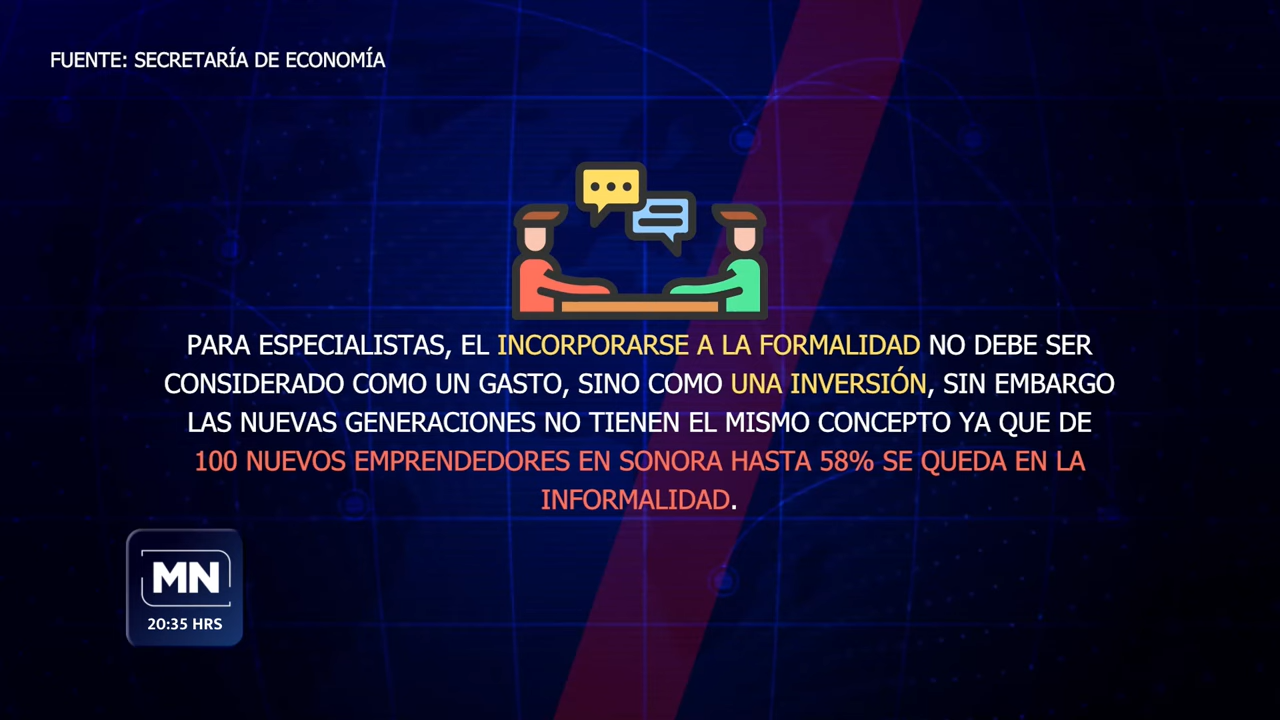 FUENTE: SECRETARÍA DE ECONOMÍA
PARA ESPECIALISTAS, EL INCORPORARSE A LA FORMALIDAD NO DEBE SER
CONSIDERADO COMO UN GASTO, SINO COMO UNA INVERSIÓN, SIN EMBARGO
LAS NUEVAS GENERACIONES NO TIENEN EL MISMO CONCEPTO YA QUE DE
100 NUEVOS EMPRENDEDORES EN SONORA HASTA 58% SE QUEDA EN LA
INFORMALIDAD.
MN
20:35 HRS